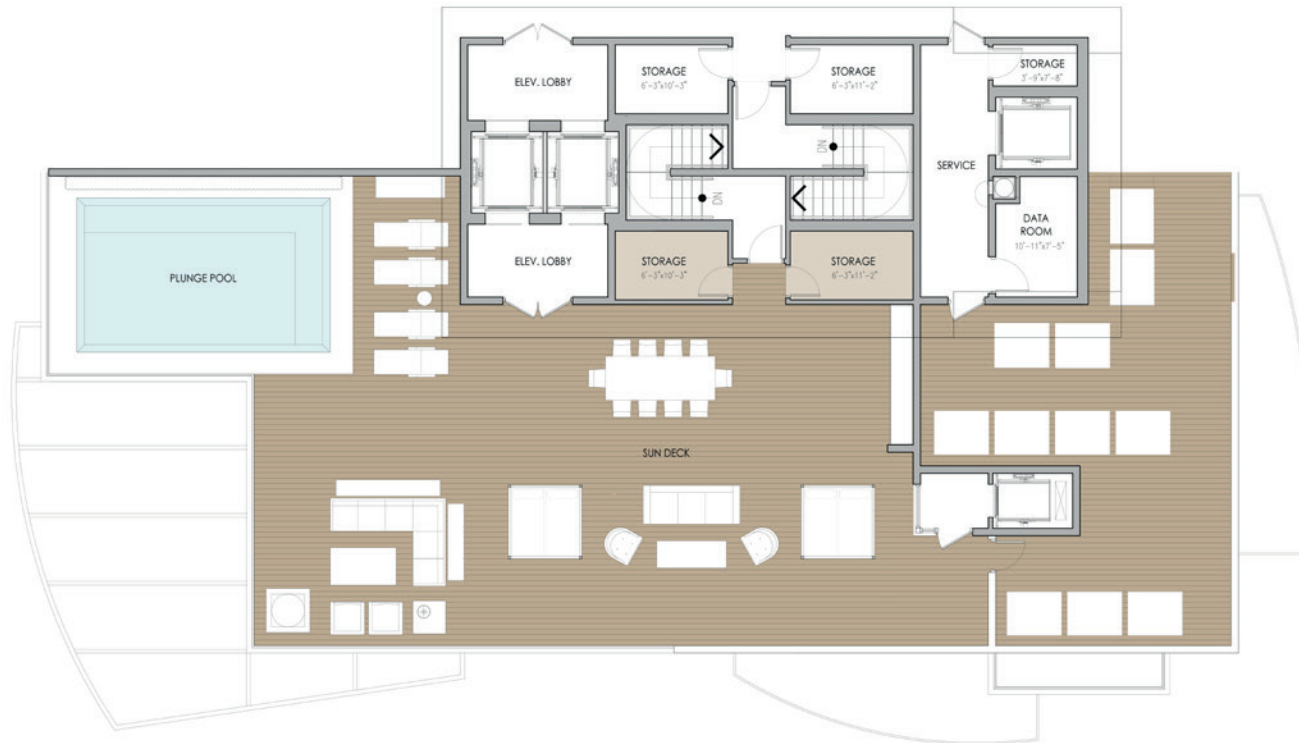 ELEV. LOBBY
STORAGE
6'-3"x10'-3"
STORAGE
6'-3"x11'-2"
STORAGE
3'-9"x7'-8"
DN
SERVICE
PLUNGE POOL
DN
DATA
ROOM
10'-11"x7'-5"
ELEV. LOBBY
STORAGE
6'-3"x10'-3"
STORAGE
6'-3"x11'-2"
SUN DECK